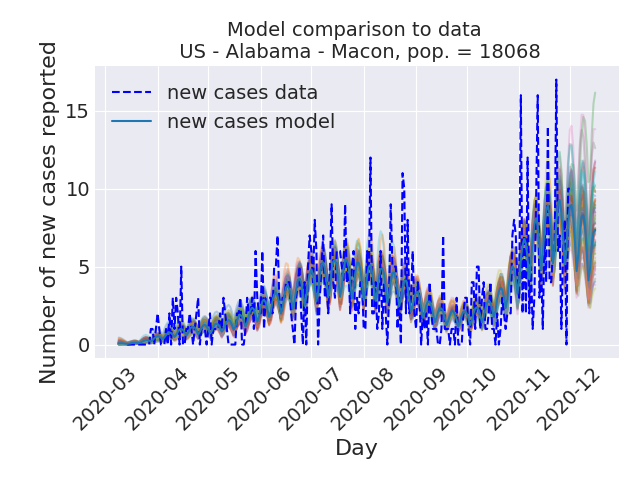 Model comparison to data
US - Alabama - Macon, pop. = 18068
Number of new cases reported
new cases data
new cases model
15
10
5
0
2020-03
2020-04
2020-05
2020-06
2020-07
2020-08
2020-09
2020-10
2020-11
2020-12
Day